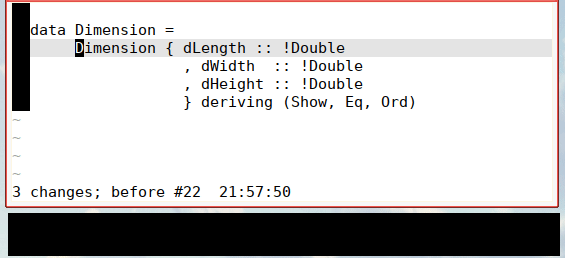 data Dimension =
Dimension { dLength :: !Double
, dWidth  :: !Double
, dHeight :: !Double
} deriving (Show, Eq, Ord)
~
~
~
~
3 changes; before #22  21:57:50